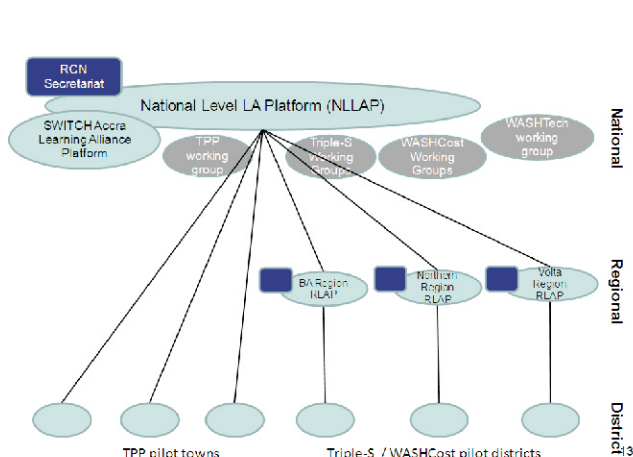 RCN
Secretariat
National Level LA Platform (NLLAP)
SWITCH Accra
Learning Alliance
Platform
TPP
working
group
Triple-S
Working
Groups
WASHCost
Working
Groups
WASHTech
working
group
National
BA Region
RLAP
Northern
Region
RLAP
Volta
Region
RLAP
Regional
District
TPP pilot towns
Triple-S / WASHCost pilot districts
13